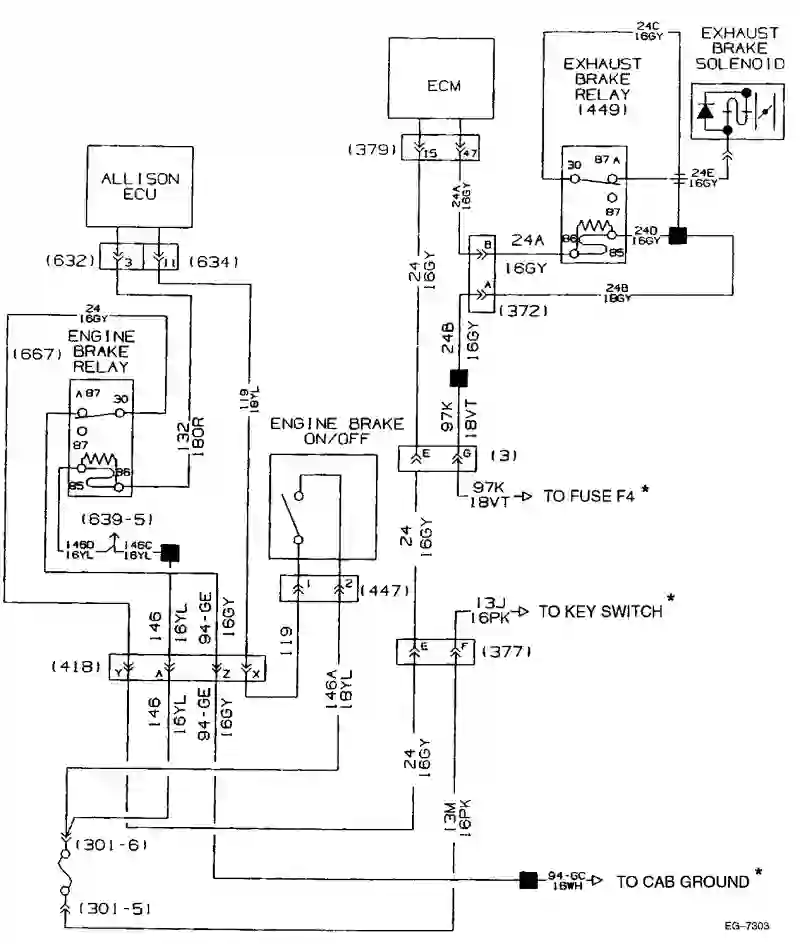 24C
16GY
EXHAUST
BRAKE
SOLENOID
ECM
EXHAUST
BRAKE
RELAY
(449)
(379)
15
47
ALLISON
ECU
30
87A
87
86
85
24E
16GY
24A
16GY
24D
16GY
B
24A
16GY
A
24B
18GY
(372)
(632)
3
11
(634)
24
16GY
24
16GY
ENGINE
BRAKE
RELAY
(667)
24B
16GY
119
18YL
A 87
30
87
86
85
132
18OR
ENGINE BRAKE
ON/OFF
97K
18VT
E
G
(3)
97K
18VT
TO FUSE F4 *
(639-5)
146D
16YL
146C
16YL
24
16GY
1
2
(447)
13J
16PK
TO KEY SWITCH *
146
16YL
94-GE
16GY
119
E
F
(377)
(418)
Y
A
Z
X
146
16YL
94-GE
16GY
146A
18YL
24
16GY
13M
16PK
(301-6)
94-GC
16WH
TO CAB GROUND *
(301-5)
EG-7303